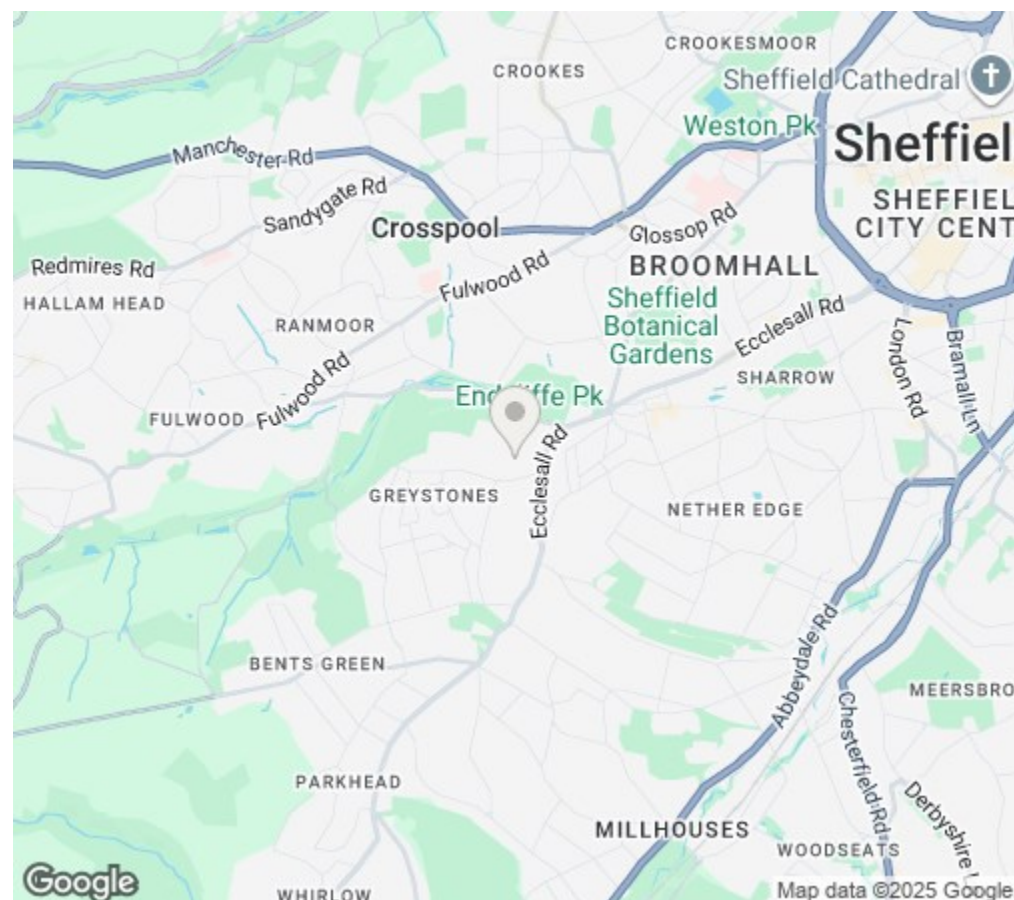 CROOKESMOOR
CROOKES
Sheffield Cathedral
Weston Pk
Sheffiel
Manchester Rd
Sandygate Rd
SHEFFIEL
CITY CENT
Crosspool
Glossop Rd
Redmires Rd
BROOMHALL
Fulwood Rd
HALLAM HEAD
Sheffield
Botanical
Gardens
RANMOOR
Ecclesall Rd
London Rd
Bramall Ln
SHARROW
Fulwood Rd
FULWOOD
Endcliffe Pk
Ecclesall Rd
GREYSTONES
NETHER EDGE
BENTS GREEN
Abbeydale Rd
MEERSBRO
Chesterfield Rd
PARKHEAD
Derbyshire L
MILLHOUSES
WOODSEATS
Google
WHIRLOW
Map data ©2025 Google